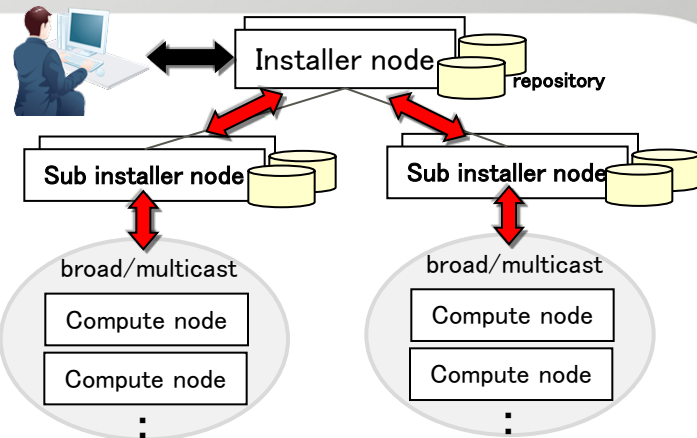 Installer node
repository
Sub installer node
Sub installer node
broad/multicast
Compute node
Compute node
:
broad/multicast
Compute node
Compute node
: